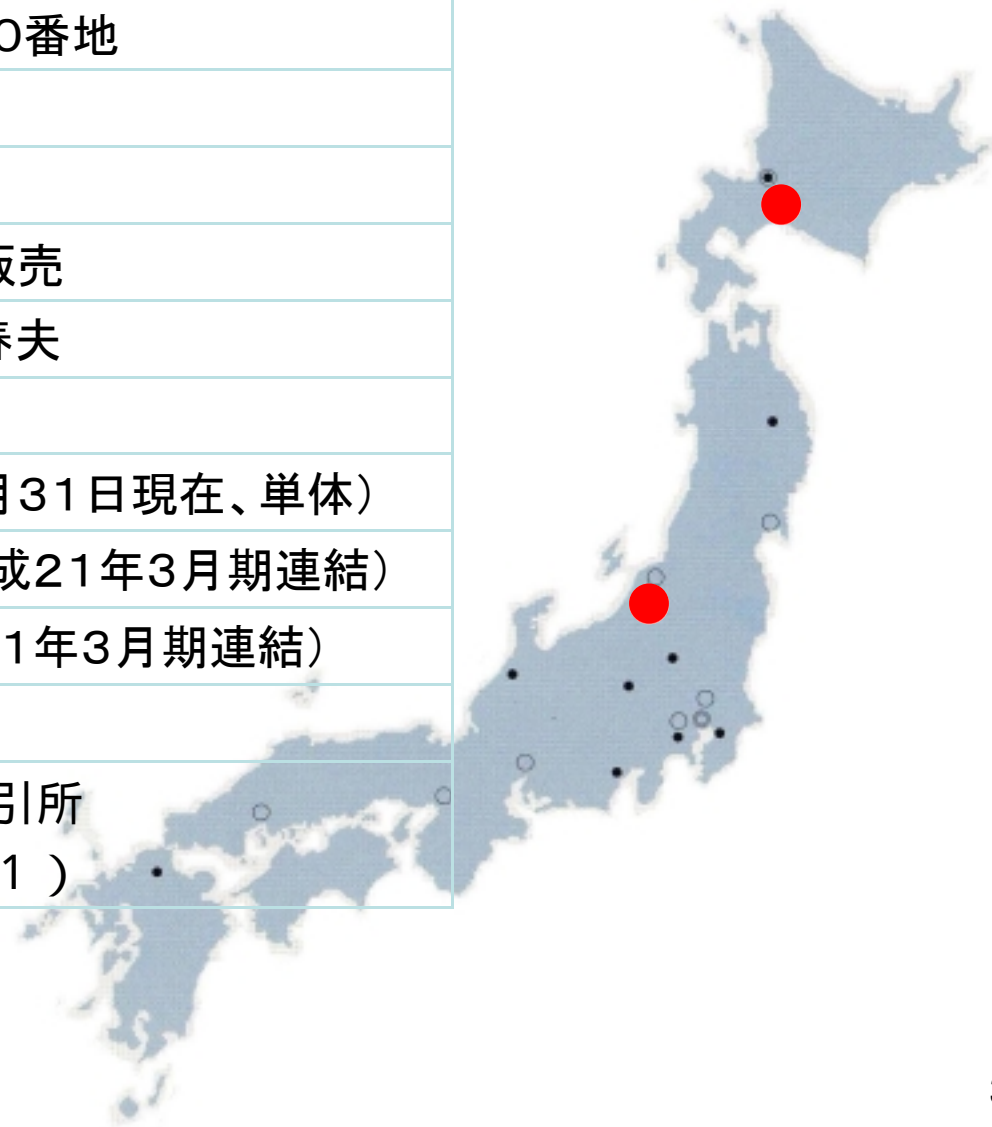 ０番地
販売
春夫
月３１日現在、単体）
成２１年３月期連結）
１年３月期連結）
引所
１ ）